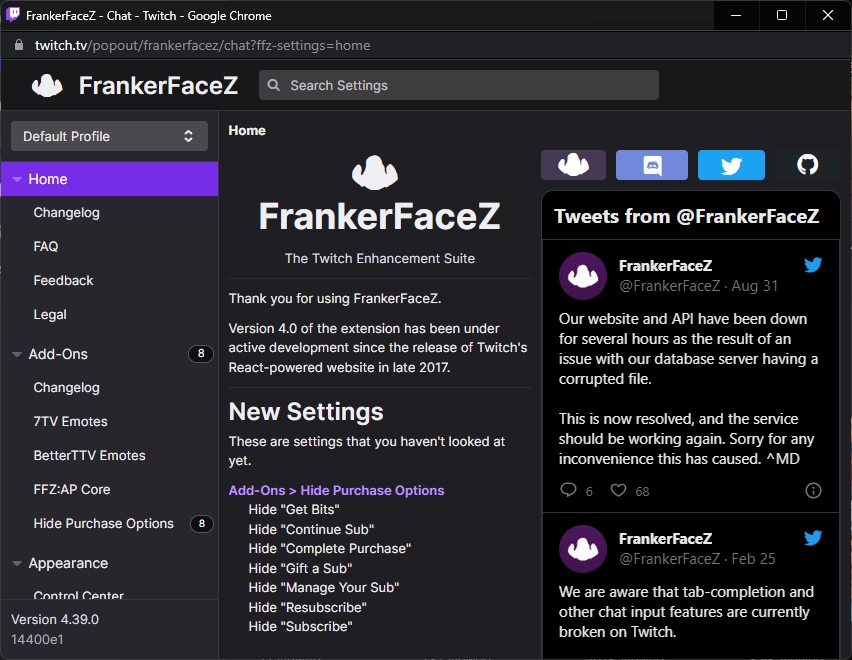 FrankerFaceZ - Chat - Twitch - Google Chrome
twitch.tv/popout/frankerfacez/chat?ffz-settings=home
FrankerFaceZ
Search Settings
Default Profile
Home
Changelog
FAQ
Feedback
Legal
Add-Ons
8
Changelog
7TV Emotes
BetterTTV Emotes
FFZ:AP Core
Hide Purchase Options
8
Appearance
Control Center
Version 4.39.0
14400e1
Home
FrankerFaceZ
The Twitch Enhancement Suite
Thank you for using FrankerFaceZ.
Version 4.0 of the extension has been under
active development since the release of Twitch's
React-powered website in late 2017.
New Settings
These are settings that you haven't looked at
yet.
Add-Ons > Hide Purchase Options
Hide "Get Bits"
Hide "Continue Sub"
Hide "Complete Purchase"
Hide "Gift a Sub"
Hide "Manage Your Sub"
Hide "Resubscribe"
Hide "Subscribe"
Tweets from @FrankerFaceZ
FrankerFaceZ
@FrankerFaceZ · Aug 31
Our website and API have been down
for several hours as the result of an
issue with our database server having a
corrupted file.
This is now resolved, and the service
should be working again. Sorry for any
inconvenience this has caused. ^MD
6
68
FrankerFaceZ
@FrankerFaceZ · Feb 25
We are aware that tab-completion and
other chat input features are currently
broken on Twitch.